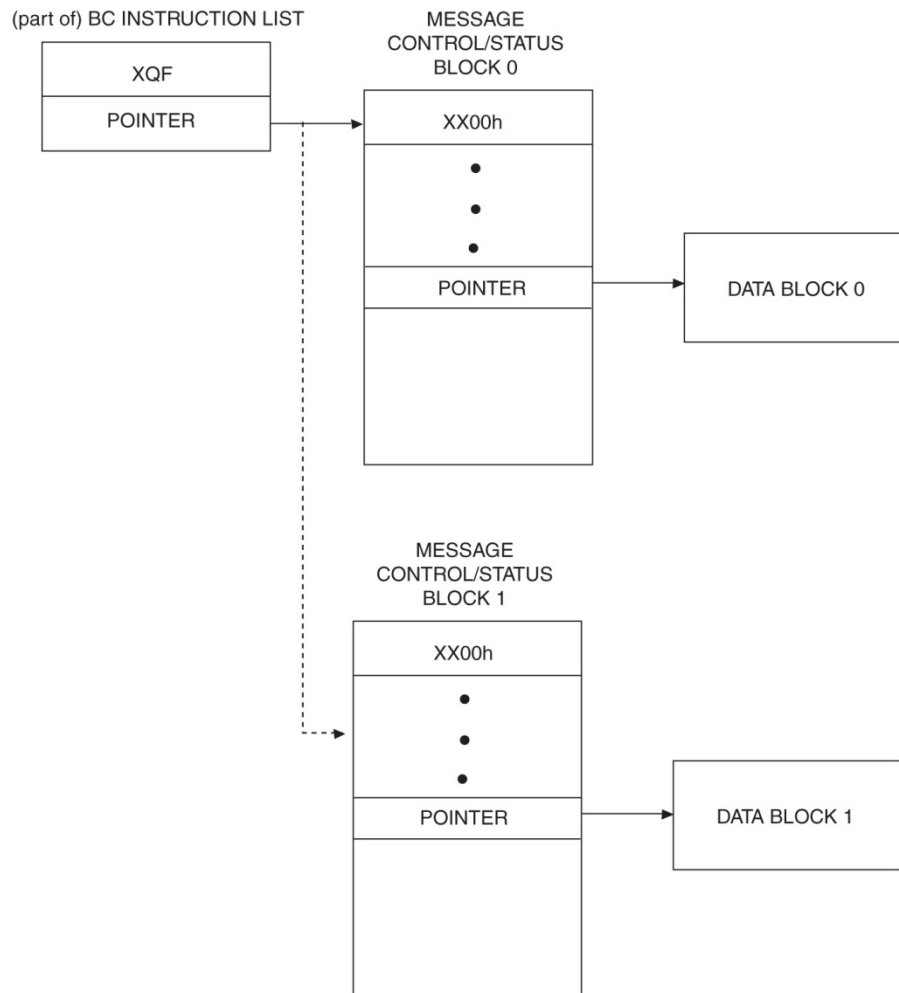 (part of) BC INSTRUCTION LIST
XQF
POINTER
MESSAGE
CONTROL/STATUS
BLOCK 0
XX00h
POINTER
DATA BLOCK 0
MESSAGE
CONTROL/STATUS
BLOCK 1
XX00h
POINTER
DATA BLOCK 1